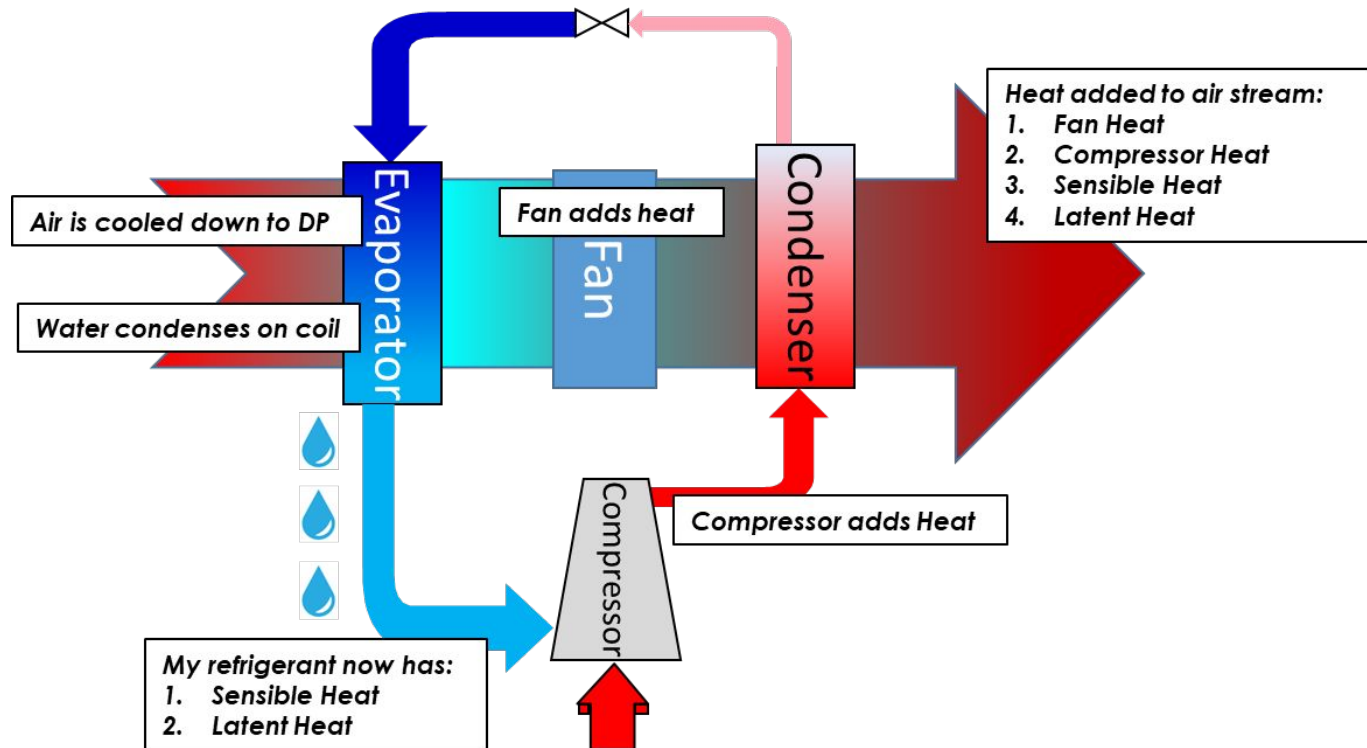 Heat added to air stream:
1. Fan Heat
2. Compressor Heat
3. Sensible Heat
4. Latent Heat
Evaporator
Condenser
Air is cooled down to DP
Fan adds heat
Fan
Water condenses on coil
Compressor
Compressor adds Heat
My refrigerant now has:
1. Sensible Heat
2. Latent Heat